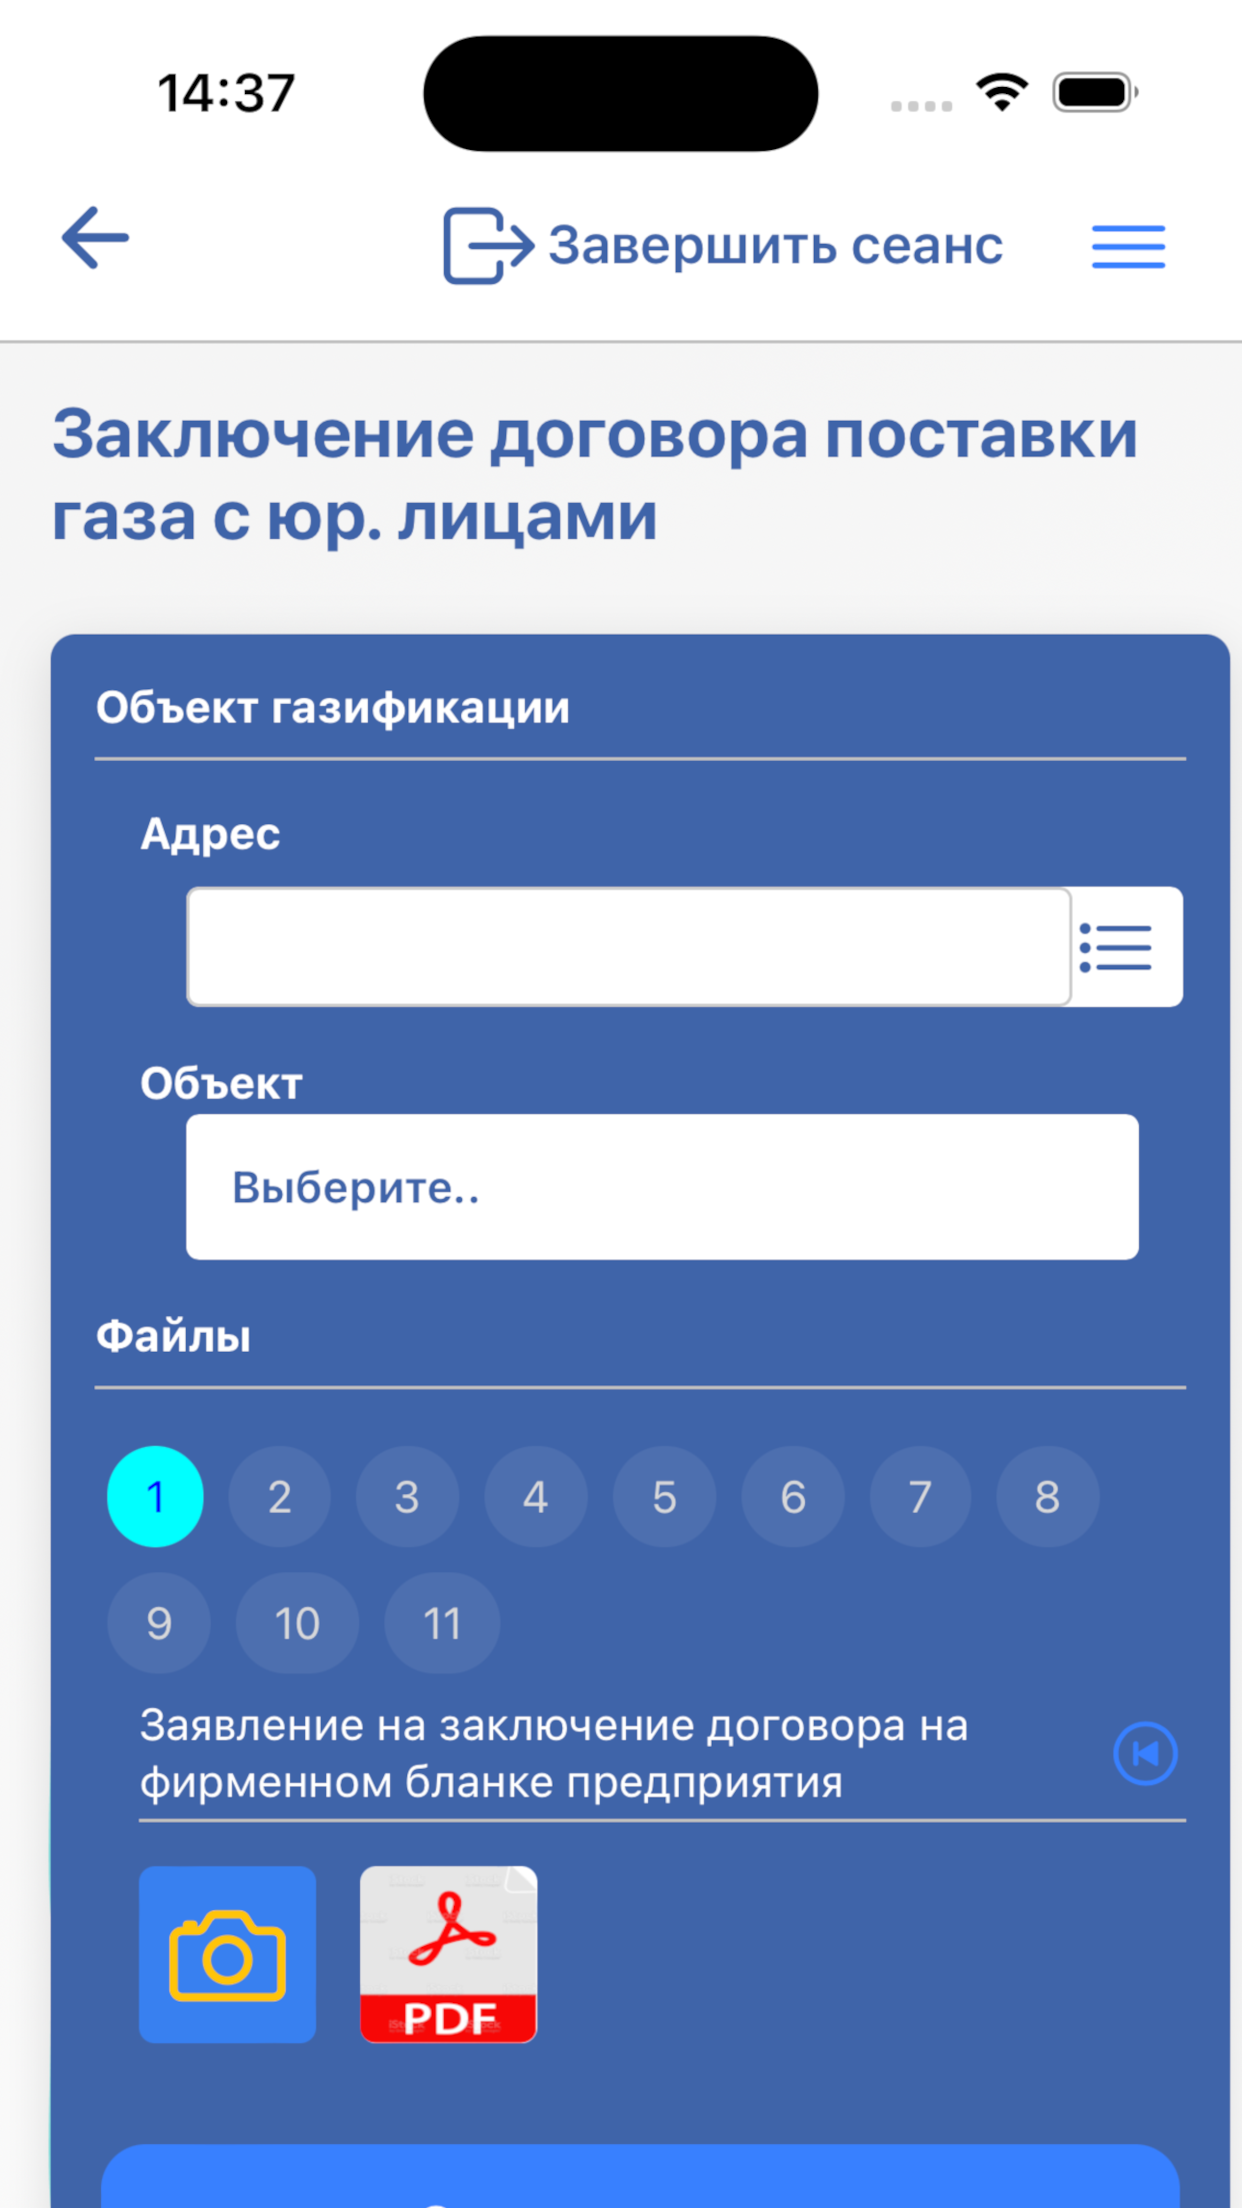 14:37
Завершить сеанс
Заключение договора поставки
газа с юр. лицами
Объект газификации
Адрес
Объект
Выберите..
Файлы
1 2 3 4 5 6 7 8
9 10 11
Заявление на заключение договора на
фирменном бланке предприятия
PDF